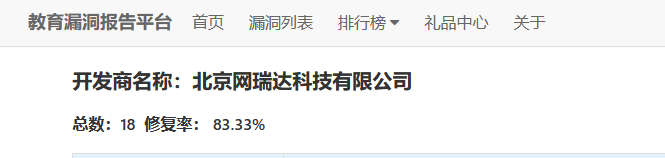 教育漏洞报告平台 首页 漏洞列表 排行榜 礼品中心 关于
开发商名称：北京网瑞达科技有限公司
总数：18 修复率： 83.33%